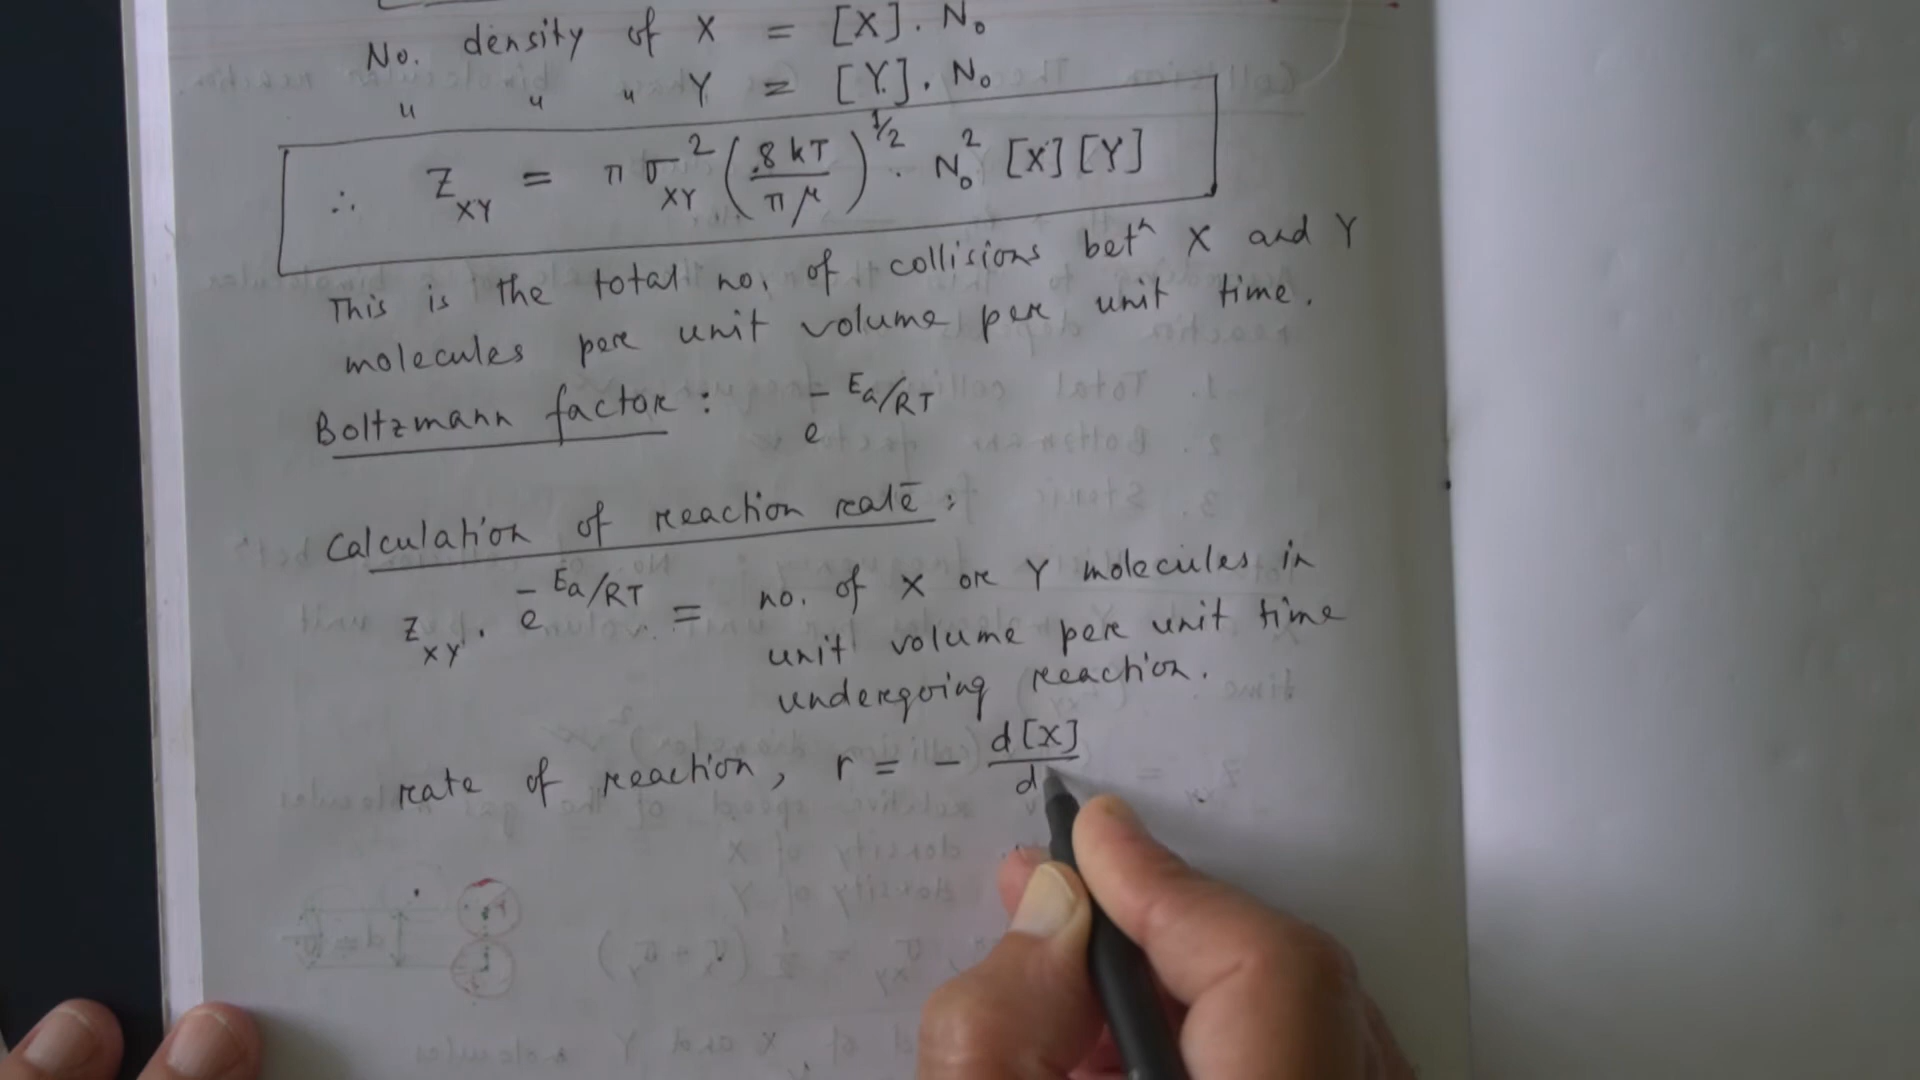 No. density of X = [X]. N₀
" " " Y = [Y]. N₀
∴ Z_XY = π σ_XY² (8kT/πμ)^1/2 . N₀² [X][Y]
This is the total no. of collisions betⁿ X and Y
molecules per unit volume per unit time.
Boltzmann factor : e^-Ea/RT
Calculation of reaction rate :
Z_XY . e^-Ea/RT = no. of X or Y molecules in
unit volume per unit time
undergoing reaction.
rate of reaction, r = - d[X]/d